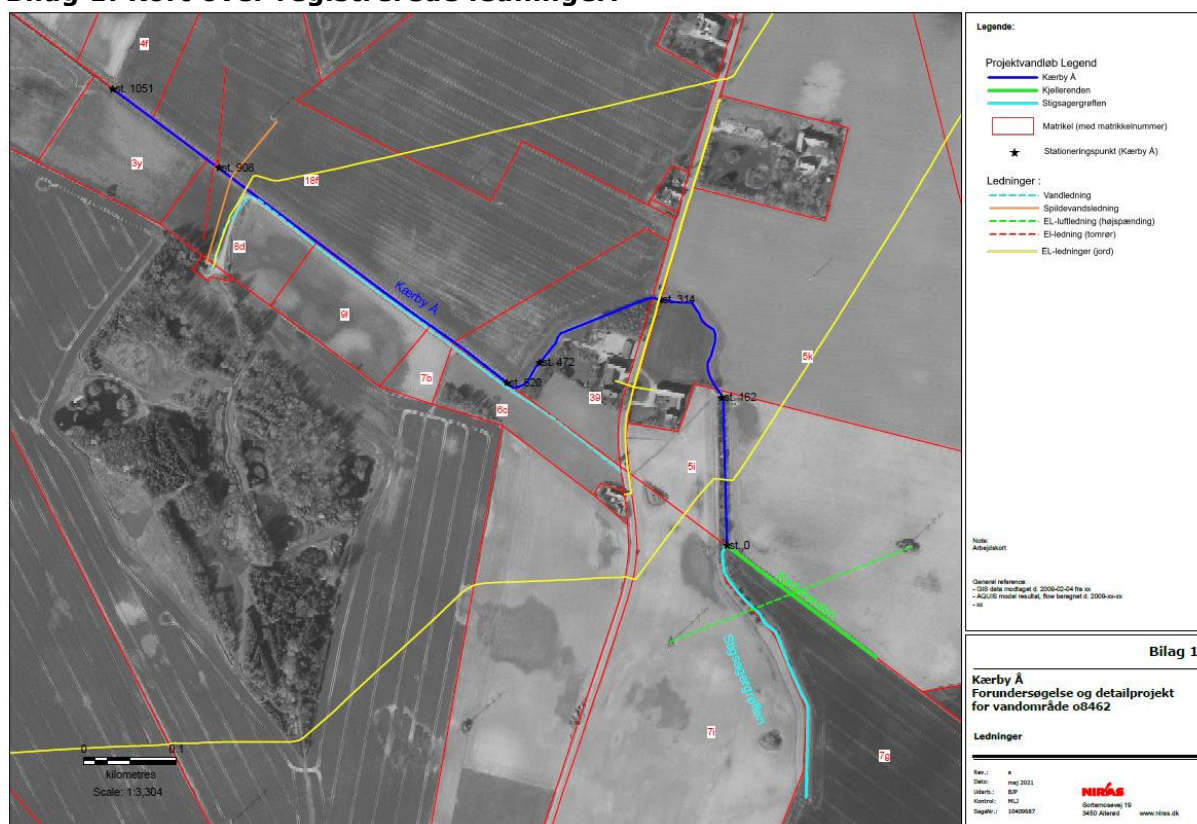 Bilag 1: Kort over registrerede ledninger:
4f
st. 1051
3y
st. 908
18f
8d
Kærby Å
9i
st. 314
st. 472
5k
7b
st. 520
39
st. 162
6c
5i
st. 0
Stigsagergrøften
7i
7g
0 0.1
kilometres
Scale: 1:3,304
Legende:
Projektvandløb Legend
Kærby Å
Kjellerenden
Stigsagergrøften
Matrikel (med matrikkelnummer)
Stationeringspunkt (Kærby Å)
Ledninger :
Vandledning
Spildevandsledning
EL-luftledning (højspænding)
El-ledning (tomrør)
EL-ledninger (jord)
Note:
Arbejdskort
General reference:
- GIS data modtaget d. 2009-02-04 fra xx
- AQUIS model resultat, flow beregnet d. 2009-xx-xx
- xx
Bilag 1
Kærby Å
Forundersøgelse og detailprojekt
for vandområde o8462
Ledninger
Rev.: a
Dato: maj 2021
Udarb.: BJP
Kontrol: MLJ
SagsNr.: 10409687
NIRAS
Sortemosevej 19
3450 Allerød www.niras.dk